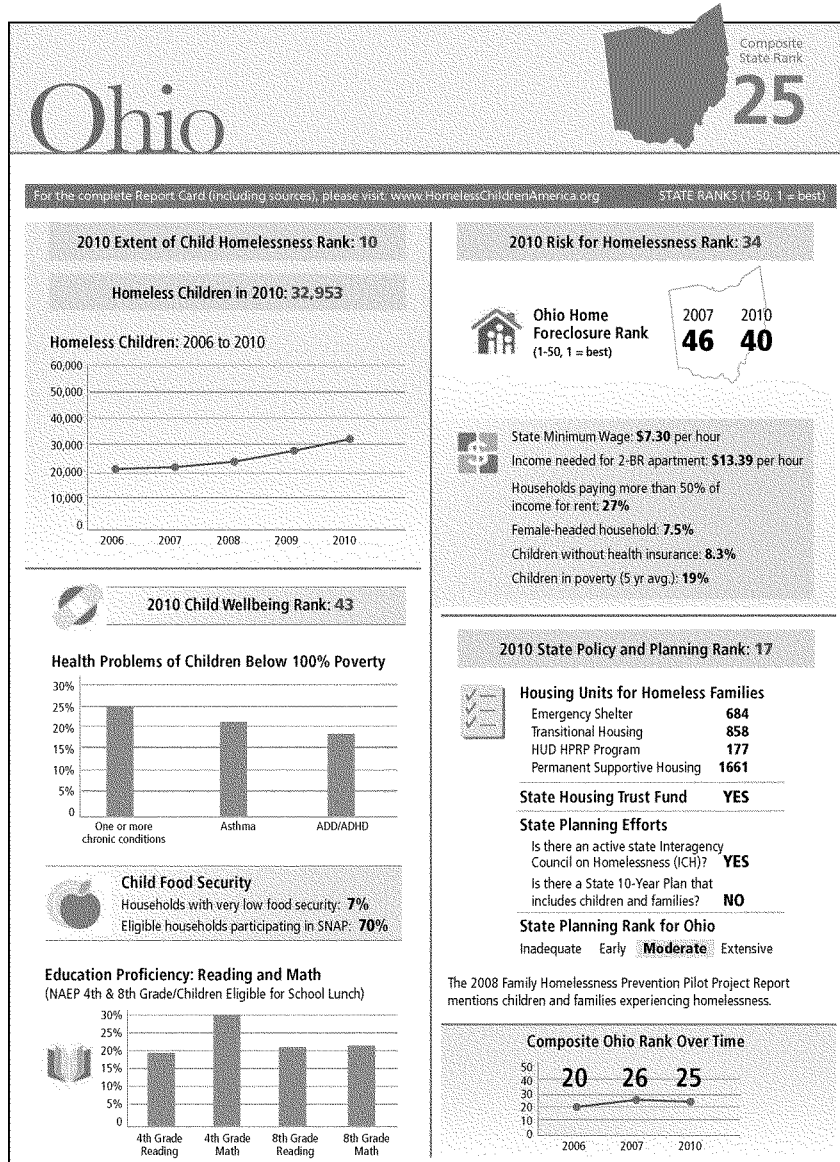 Ohio
Composite
State Rank
25
For the complete Report Card (including sources), please visit: www.HomelessChildrenAmerica.org STATE RANKS (1-50, 1 = best)
2010 Extent of Child Homelessness Rank: 10
Homeless Children in 2010: 32,953
Homeless Children: 2006 to 2010
60,000
50,000
40,000
30,000
20,000
10,000
0
2006 2007 2008 2009 2010
2010 Child Wellbeing Rank: 43
Health Problems of Children Below 100% Poverty
30%
25%
20%
15%
10%
5%
0
One or more Asthma ADD/ADHD
chronic conditions
Child Food Security
Households with very low food security: 7%
Eligible households participating in SNAP: 70%
Education Proficiency: Reading and Math
(NAEP 4th & 8th Grade/Children Eligible for School Lunch)
30%
25%
20%
15%
10%
5%
0
4th Grade 4th Grade 8th Grade 8th Grade
Reading Math Reading Math
2010 Risk for Homelessness Rank: 34
Ohio Home
Foreclosure Rank
(1-50, 1 = best)
2007 2010
46 40
$
State Minimum Wage: $7.30 per hour
Income needed for 2-BR apartment: $13.39 per hour
Households paying more than 50% of
income for rent: 27%
Female-headed household: 7.5%
Children without health insurance: 8.3%
Children in poverty (5 yr avg.): 19%
2010 State Policy and Planning Rank: 17
Housing Units for Homeless Families
Emergency Shelter 684
Transitional Housing 858
HUD HPRP Program 177
Permanent Supportive Housing 1661
State Housing Trust Fund YES
State Planning Efforts
Is there an active state Interagency
Council on Homelessness (ICH)? YES
Is there a State 10-Year Plan that
includes children and families? NO
State Planning Rank for Ohio
Inadequate Early Moderate Extensive
The 2008 Family Homelessness Prevention Pilot Project Report
mentions children and families experiencing homelessness.
Composite Ohio Rank Over Time
50
40
30
20
10
0
20 26 25
2006 2007 2010